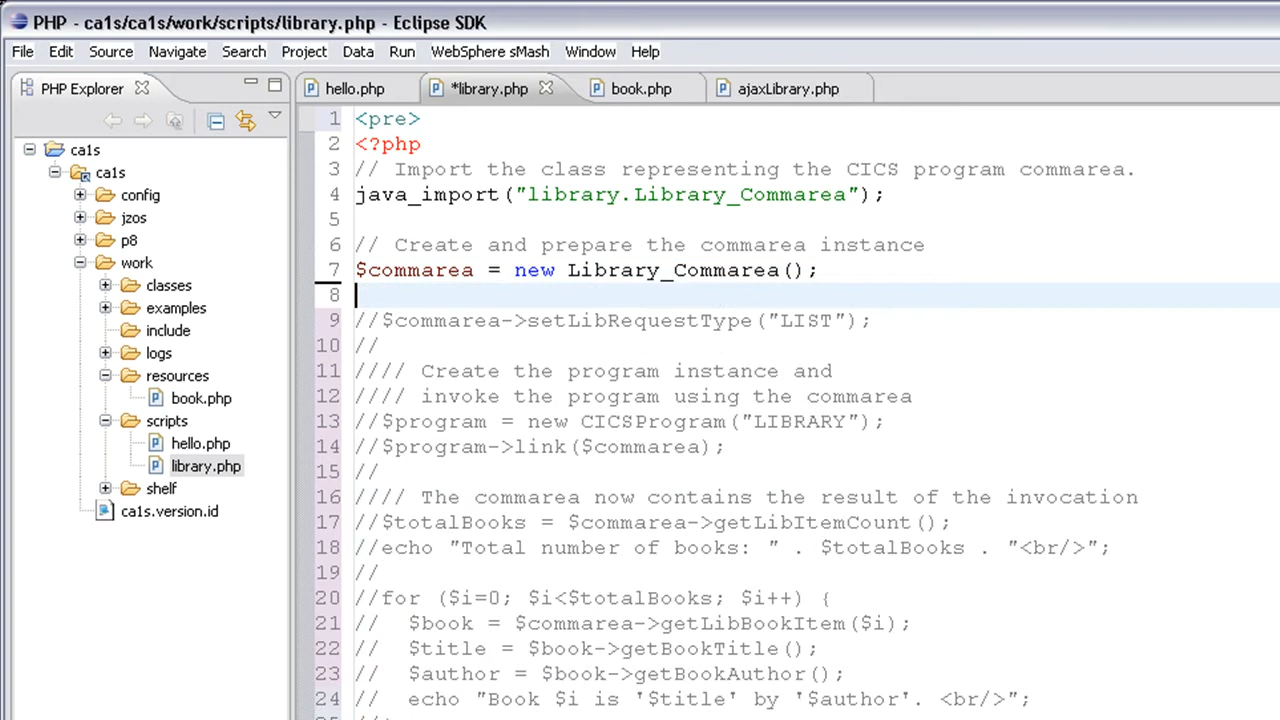 PHP - ca1s/ca1s/work/scripts/library.php - Eclipse SDK
File Edit Source Navigate Search Project Data Run WebSphere sMash Window Help
PHP Explorer
hello.php *library.php book.php ajaxLibrary.php
ca1s
ca1s
config
jzos
p8
work
classes
examples
include
logs
resources
book.php
scripts
hello.php
library.php
shelf
ca1s.version.id
1 <pre>
2 <?php
3 // Import the class representing the CICS program commarea.
4 java_import("library.Library_Commarea");
5
6 // Create and prepare the commarea instance
7 $commarea = new Library_Commarea();
8
9 //$commarea->setLibRequestType("LIST");
10 //
11 //// Create the program instance and
12 //// invoke the program using the commarea
13 //$program = new CICSProgram("LIBRARY");
14 //$program->link($commarea);
15 //
16 //// The commarea now contains the result of the invocation
17 //$totalBooks = $commarea->getLibItemCount();
18 //echo "Total number of books: " . $totalBooks . "<br/>";
19 //
20 //for ($i=0; $i<$totalBooks; $i++) {
21 //  $book = $commarea->getLibBookItem($i);
22 //  $title = $book->getBookTitle();
23 //  $author = $book->getBookAuthor();
24 //  echo "Book $i is '$title' by '$author'. <br/>";